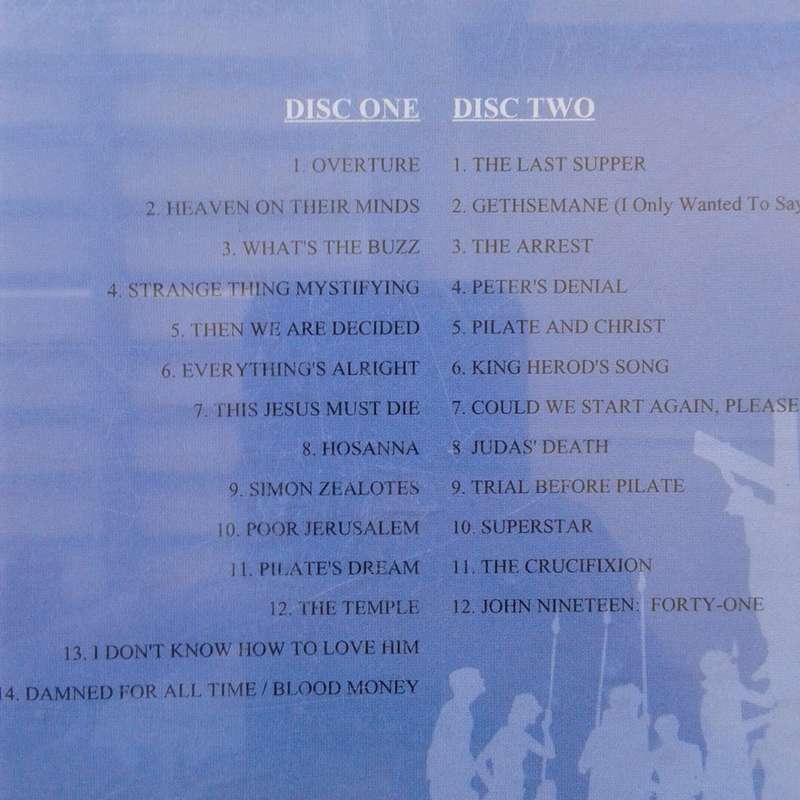 DISC ONE
1. OVERTURE
2. HEAVEN ON THEIR MINDS
3. WHAT'S THE BUZZ
4. STRANGE THING MYSTIFYING
5. THEN WE ARE DECIDED
6. EVERYTHING'S ALRIGHT
7. THIS JESUS MUST DIE
8. HOSANNA
9. SIMON ZEALOTES
10. POOR JERUSALEM
11. PILATE'S DREAM
12. THE TEMPLE
13. I DON'T KNOW HOW TO LOVE HIM
14. DAMNED FOR ALL TIME / BLOOD MONEY
DISC TWO
1. THE LAST SUPPER
2. GETHSEMANE (I Only Wanted To Say
3. THE ARREST
4. PETER'S DENIAL
5. PILATE AND CHRIST
6. KING HEROD'S SONG
7. COULD WE START AGAIN, PLEASE
8 JUDAS' DEATH
9. TRIAL BEFORE PILATE
10. SUPERSTAR
11. THE CRUCIFIXION
12. JOHN NINETEEN: FORTY-ONE